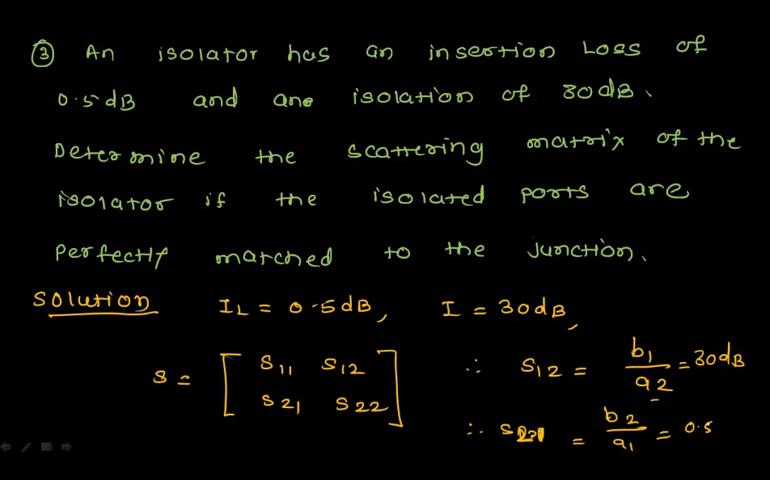 ③ An isolator has an insertion Loss of
0.5dB and an isolation of 30dB.
Determine the scattering matrix of the
isolator if the isolated ports are
perfectly matched to the junction.
Solution IL = 0.5dB, I = 30dB,
S = [ S11 S12 ∴ S12 = b1/a2 = 30dB
S21 S22 ] ∴ S21 = b2/a1 = 0.5